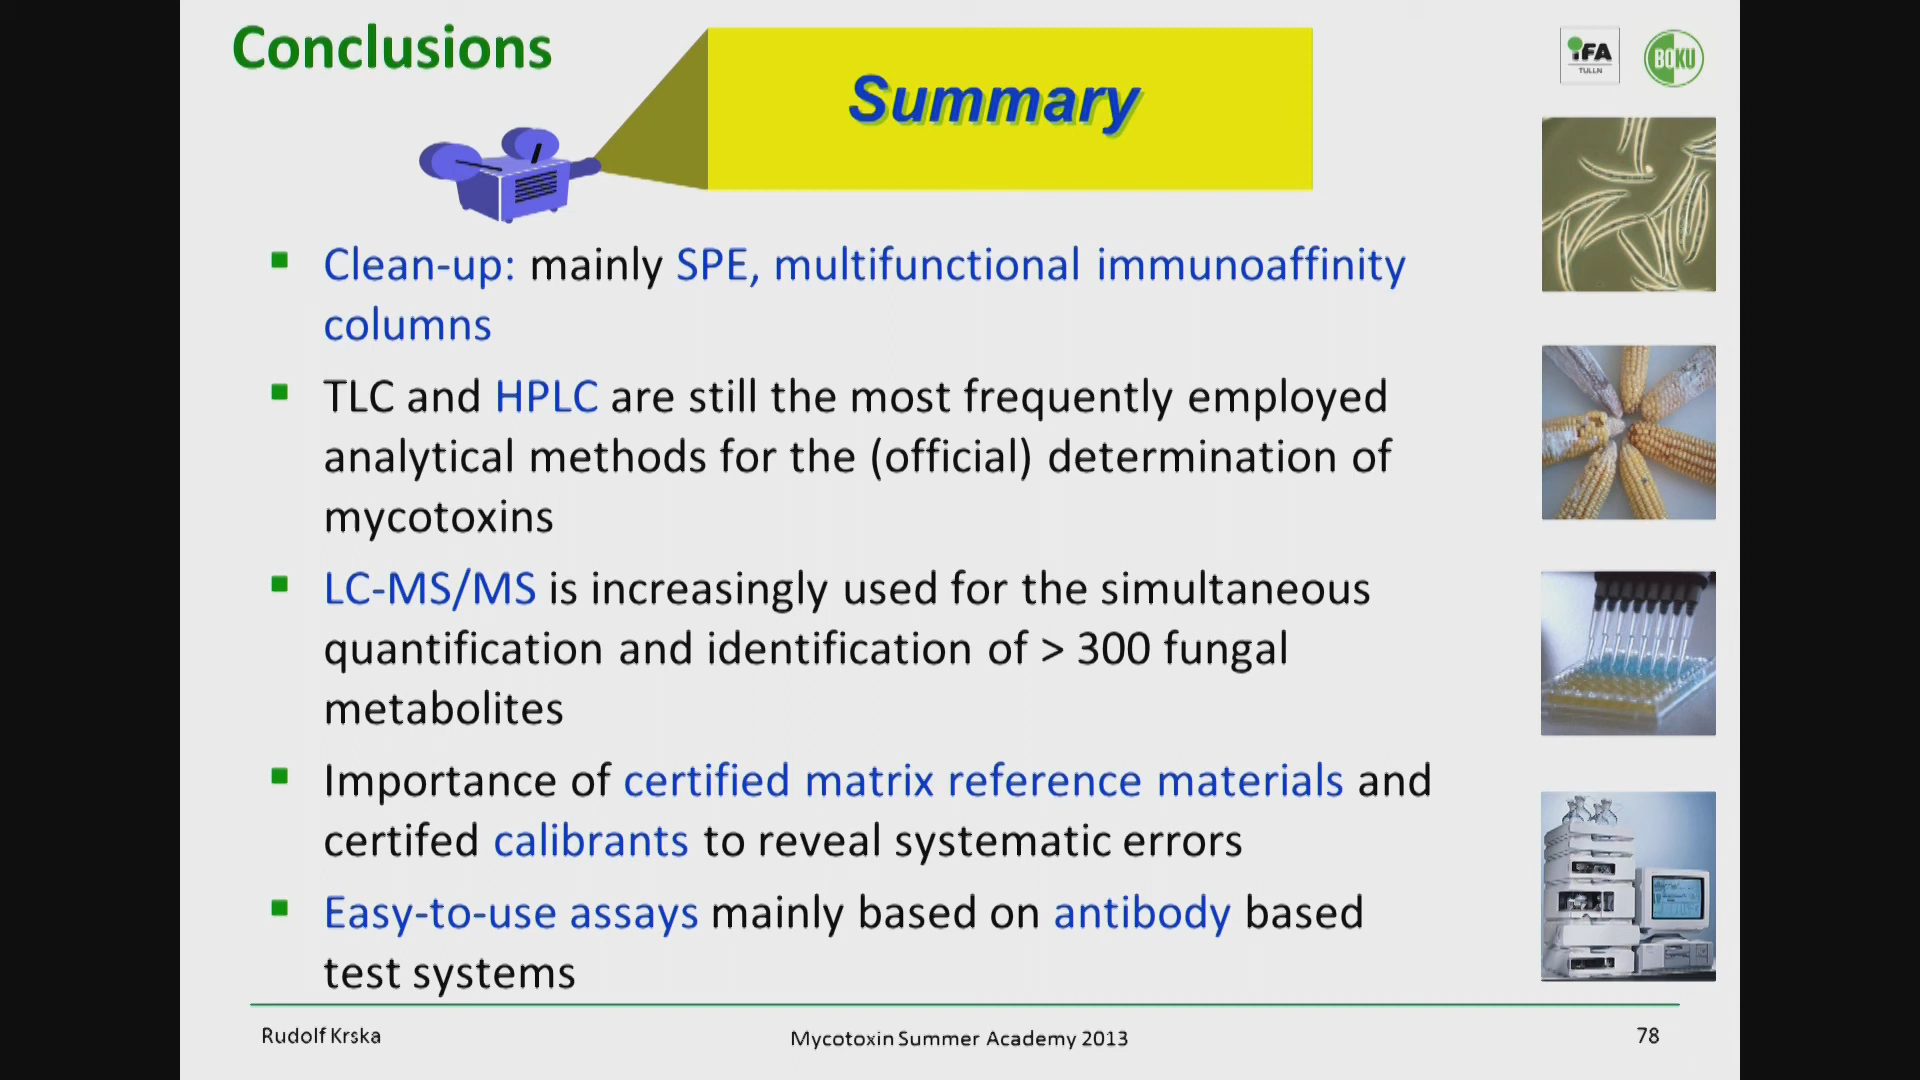 Conclusions
Summary
iFA
TULLN
BOKU
Clean-up: mainly SPE, multifunctional immunoaffinity
columns
TLC and HPLC are still the most frequently employed
analytical methods for the (official) determination of
mycotoxins
LC-MS/MS is increasingly used for the simultaneous
quantification and identification of > 300 fungal
metabolites
Importance of certified matrix reference materials and
certifed calibrants to reveal systematic errors
Easy-to-use assays mainly based on antibody based
test systems
Rudolf Krska
Mycotoxin Summer Academy 2013
78